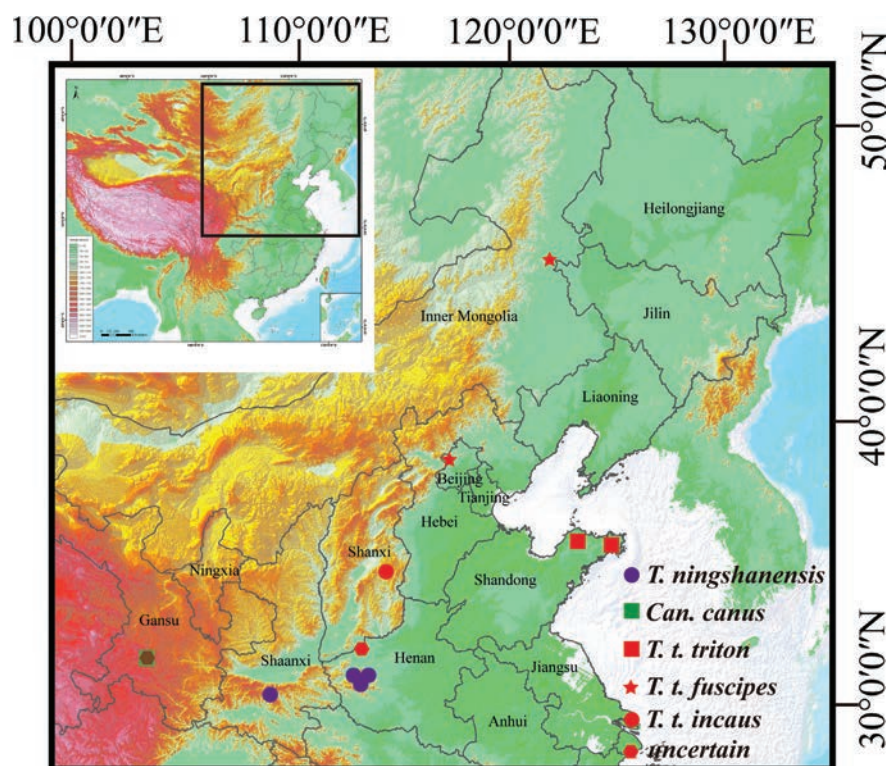 100°0′0″E 110°0′0″E 120°0′0″E 130°0′0″E
50°0′0″N
Heilongjiang
Inner Mongolia
Jilin
Liaoning
40°0′0″N
Beijing
Tianjing
Hebei
Shanxi
Ningxia
Shandong
T. ningshanensis
Gansu
Can. canus
T. t. triton
Shaanxi
Henan
Jiangsu
T. t. fuscipes
Anhui
30°0′0″N
T. t. incaus
uncertain